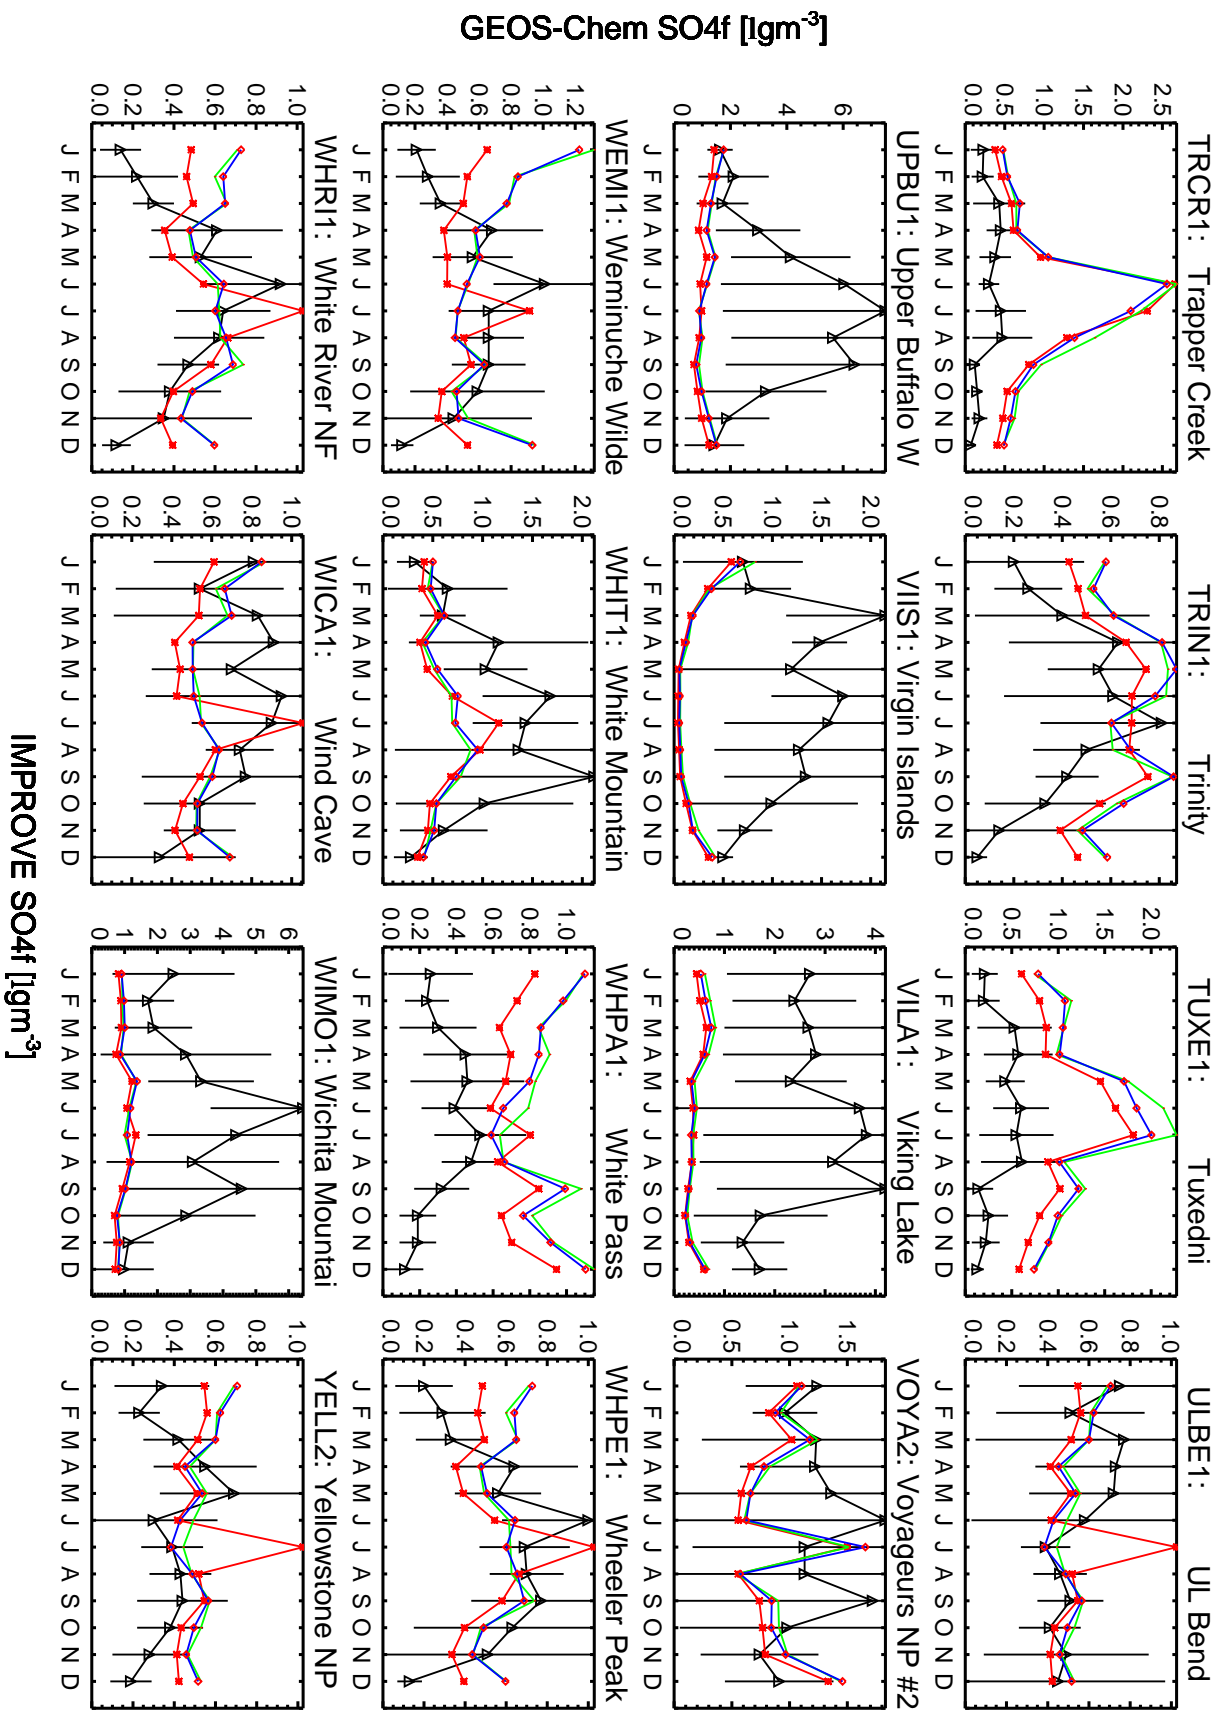 GEOS-Chem SO4f [Igm-3]
TRCR1: Trapper Creek
0.0 0.5 1.0 1.5 2.0 2.5
J F M A M J J A S O N D
TRIN1: Trinity
0.0 0.2 0.4 0.6 0.8
J F M A M J J A S O N D
TUXE1: Tuxedni
0.0 0.5 1.0 1.5 2.0
J F M A M J J A S O N D
ULBE1: UL Bend
0.0 0.2 0.4 0.6 0.8 1.0
J F M A M J J A S O N D
UPBU1: Upper Buffalo W
0 2 4 6
J F M A M J J A S O N D
VIIS1: Virgin Islands
0.0 0.5 1.0 1.5 2.0
J F M A M J J A S O N D
VILA1: Viking Lake
0 1 2 3 4
J F M A M J J A S O N D
VOYA2: Voyageurs NP #2
0.0 0.5 1.0 1.5
J F M A M J J A S O N D
WEMI1: Weminuche Wilde
0.0 0.2 0.4 0.6 0.8 1.0 1.2
J F M A M J J A S O N D
WHIT1: White Mountain
0.0 0.5 1.0 1.5 2.0
J F M A M J J A S O N D
WHPA1: White Pass
0.0 0.2 0.4 0.6 0.8 1.0
J F M A M J J A S O N D
WHPE1: Wheeler Peak
0.0 0.2 0.4 0.6 0.8 1.0
J F M A M J J A S O N D
WHRI1: White River NF
0.0 0.2 0.4 0.6 0.8 1.0
J F M A M J J A S O N D
WICA1: Wind Cave
0.0 0.2 0.4 0.6 0.8 1.0
J F M A M J J A S O N D
WIMO1: Wichita Mountai
0 1 2 3 4 5 6
J F M A M J J A S O N D
YELL2: Yellowstone NP
0.0 0.2 0.4 0.6 0.8 1.0
J F M A M J J A S O N D
IMPROVE SO4f [Igm-3]